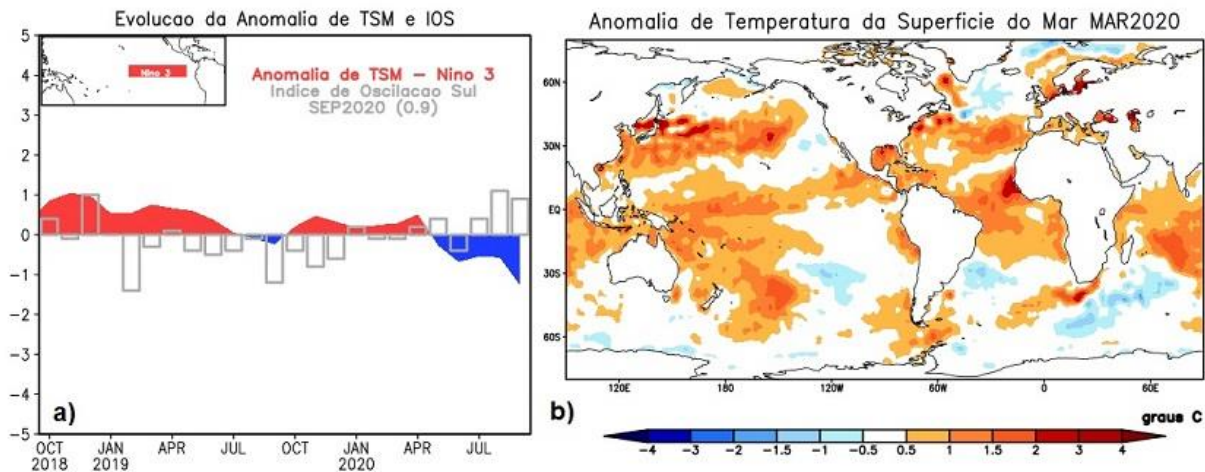 Evolucao da Anomalia de TSM e IOS
5
4
3
2
1
0
-1
-2
-3
-4
-5
Nino 3
Anomalia de TSM – Nino 3
Indice de Oscilacao Sul
SEP2020 (0.9)
a)
OCT JAN APR JUL OCT JAN APR JUL
2018 2019 2020
Anomalia de Temperatura da Superficie do Mar MAR2020
60N
30N
EQ
30S
60S
120E 180 120W 60W 0 60E
b)
graus C
-4 -3 -2 -1 -0.5 0.5 1 1.5 2 3 4